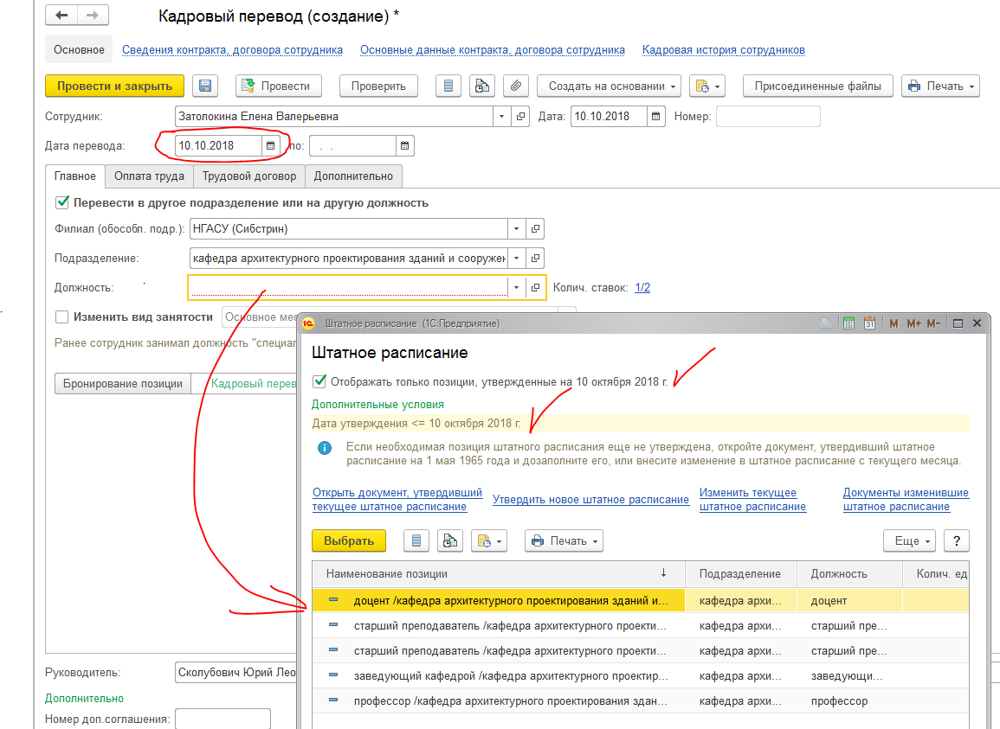 Кадровый перевод (создание) *
Основное Сведения контракта, договора сотрудника Основные данные контракта, договора сотрудника Кадровая история сотрудников
Провести и закрыть Провести Проверить Создать на основании Присоединенные файлы Печать
Сотрудник: Затолокина Елена Валерьевна Дата: 10.10.2018 Номер:
Дата перевода: 10.10.2018 по: . .
Главное Оплата труда Трудовой договор Дополнительно
Перевести в другое подразделение или на другую должность
Филиал (обособл. подр.): НГАСУ (Сибстрин)
Подразделение: кафедра архитектурного проектирования зданий и сооружен
Должность: Колич. ставок: 1/2
Изменить вид занятости Основное мес
Ранее сотрудник занимал должность "специал
Бронирование позиции Кадровый перев
Штатное расписание (1С:Предприятие) 31 M M+ M-
Штатное расписание
Отображать только позиции, утвержденные на 10 октября 2018 г.
Дополнительные условия
Дата утверждения <= 10 октября 2018 г.
Если необходимая позиция штатного расписания еще не утверждена, откройте документ, утвердивший штатное
расписание на 1 мая 1965 года и дозаполните его, или внесите изменение в штатное расписание с текущего месяца.
Открыть документ, утвердивший
текущее штатное расписание
Утвердить новое штатное расписание
Изменить текущее
штатное расписание
Документы изменившие
штатное расписание
Выбрать Печать Еще ?
Наименование позиции ↓ Подразделение Должность Колич. ед
доцент /кафедра архитектурного проектирования зданий и... кафедра архи... доцент
старший преподаватель /кафедра архитектурного проекти... кафедра архи... старший пре...
старший преподаватель /кафедра архитектурного проекти... кафедра архи... старший пре...
заведующий кафедрой /кафедра архитектурного проектир... кафедра архи... заведующи...
профессор /кафедра архитектурного проектирования здан... кафедра архи... профессор
Руководитель: Сколубович Юрий Лео
Дополнительно
Номер доп.соглашения: